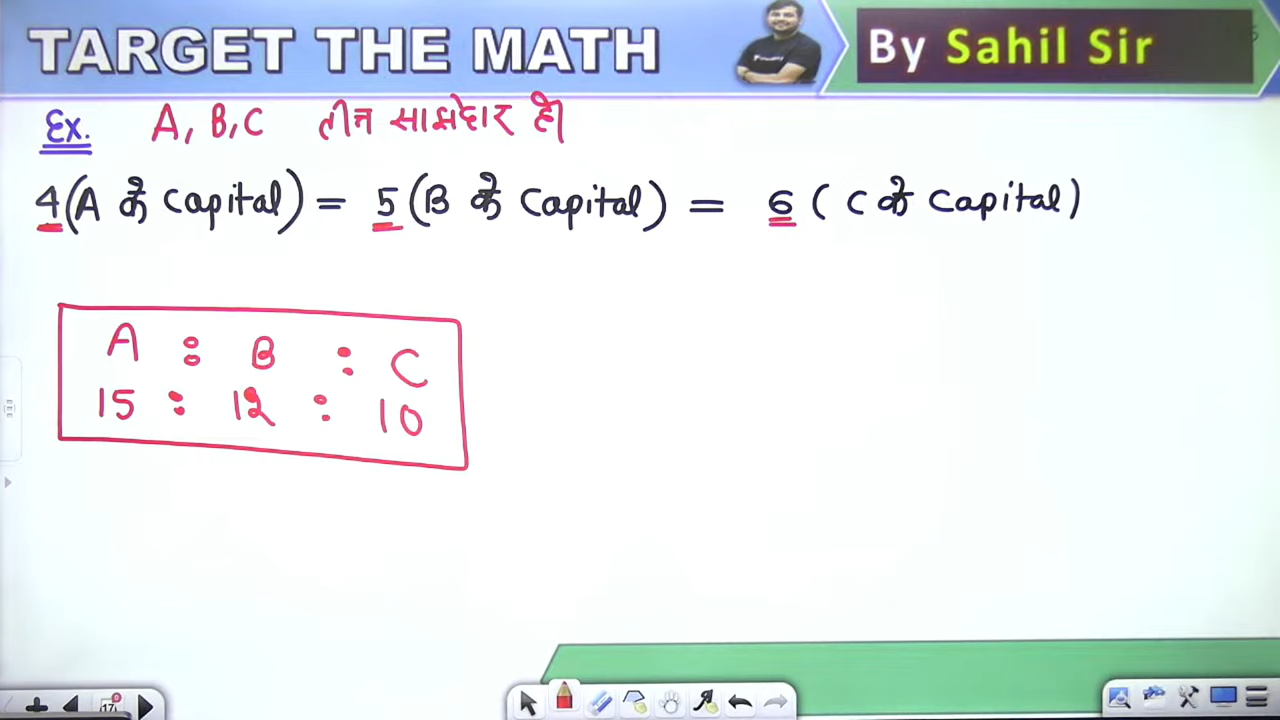 TARGET THE MATH
By Sahil Sir
Ex. A, B, C तीन साझेदार है।
4(A के Capital) = 5(B के Capital) = 6(C के Capital)
A : B : C
15 : 12 : 10